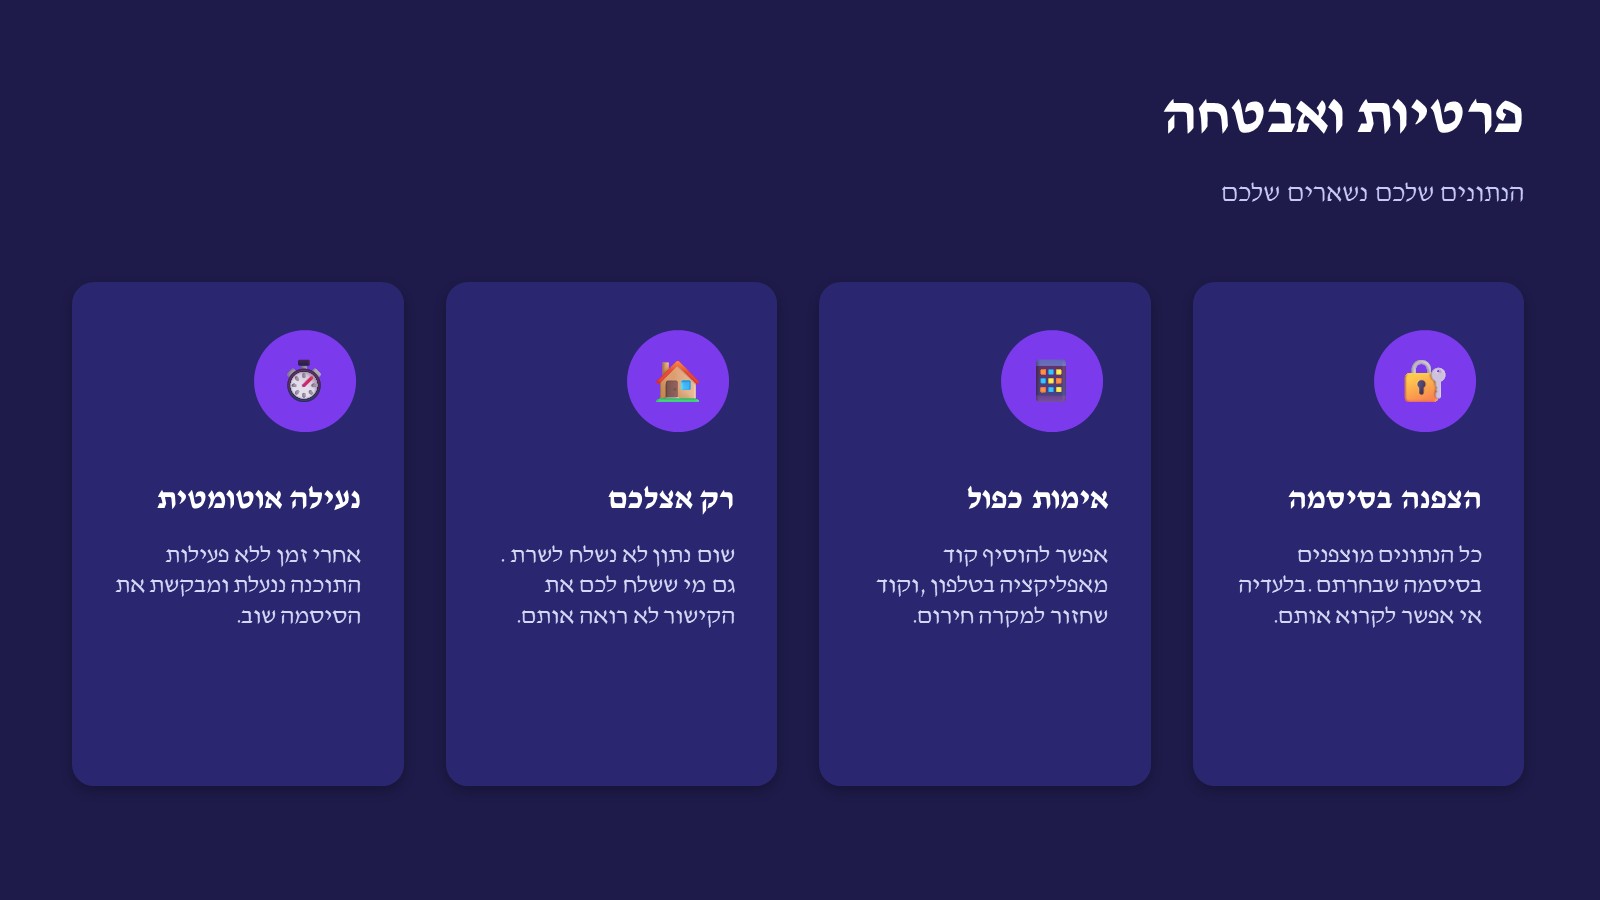 פרטיות ואבטחה
הנתונים שלכם נשארים שלכם
הצפנה בסיסמה
כל הנתונים מוצפנים
בסיסמה שבחרתם. בלעדיה
אי אפשר לקרוא אותם.
אימות כפול
אפשר להוסיף קוד
מאפליקציה בטלפון, וקוד
שחזור למקרה חירום.
רק אצלכם
שום נתון לא נשלח לשרת.
גם מי ששלח לכם את
הקישור לא רואה אותם.
נעילה אוטומטית
אחרי זמן ללא פעילות
התוכנה ננעלת ומבקשת את
הסיסמה שוב.